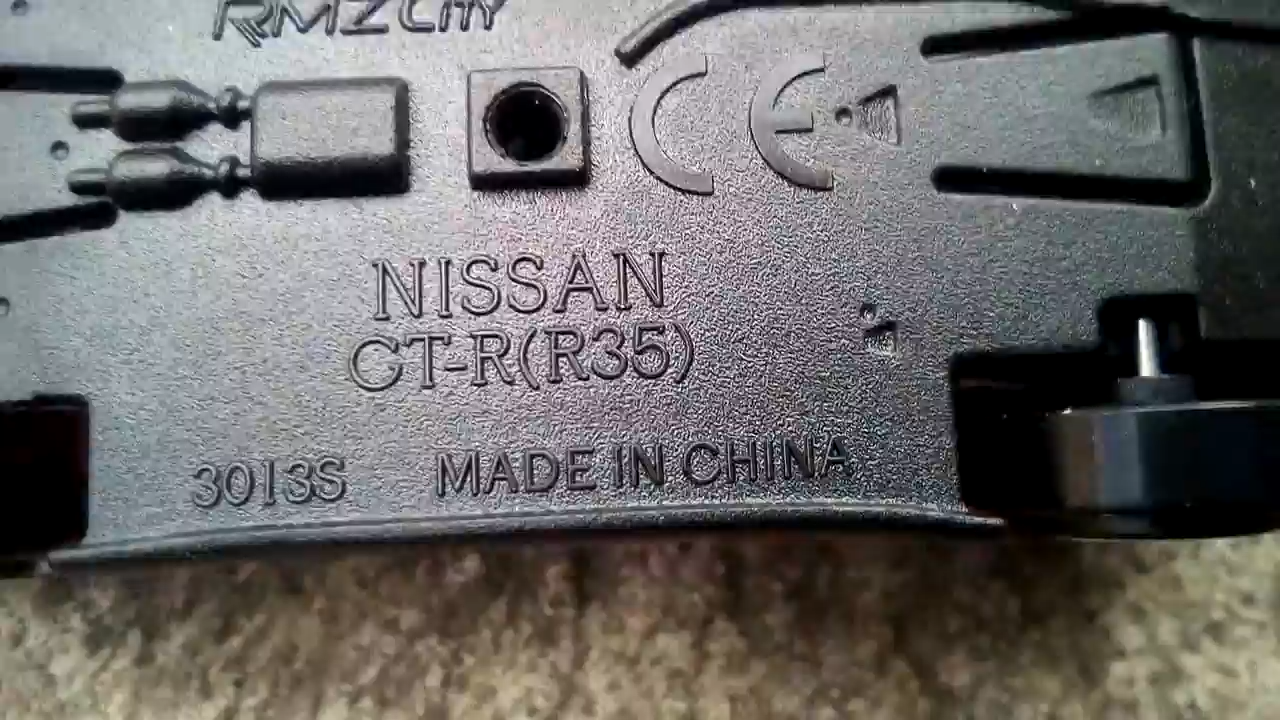 RMZ CITY
CE
NISSAN
GT-R(R35)
3013S MADE IN CHINA